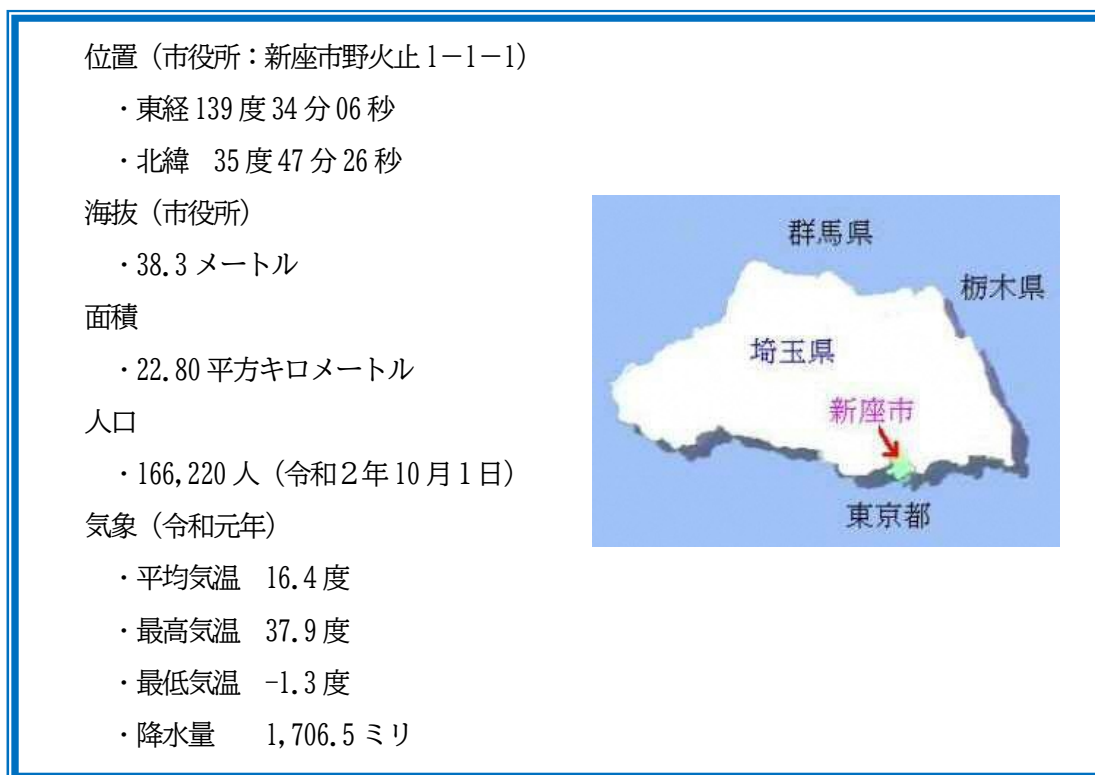 位置（市役所：新座市野火止1－1－1）
・東経139度34分06秒
・北緯　35度47分26秒
海抜（市役所）
・38.3メートル
面積
・22.80平方キロメートル
人口
・166,220人（令和２年10月1日）
気象（令和元年）
・平均気温　16.4度
・最高気温　37.9度
・最低気温　-1.3度
・降水量　　1,706.5ミリ
群馬県
栃木県
埼玉県
新座市
東京都